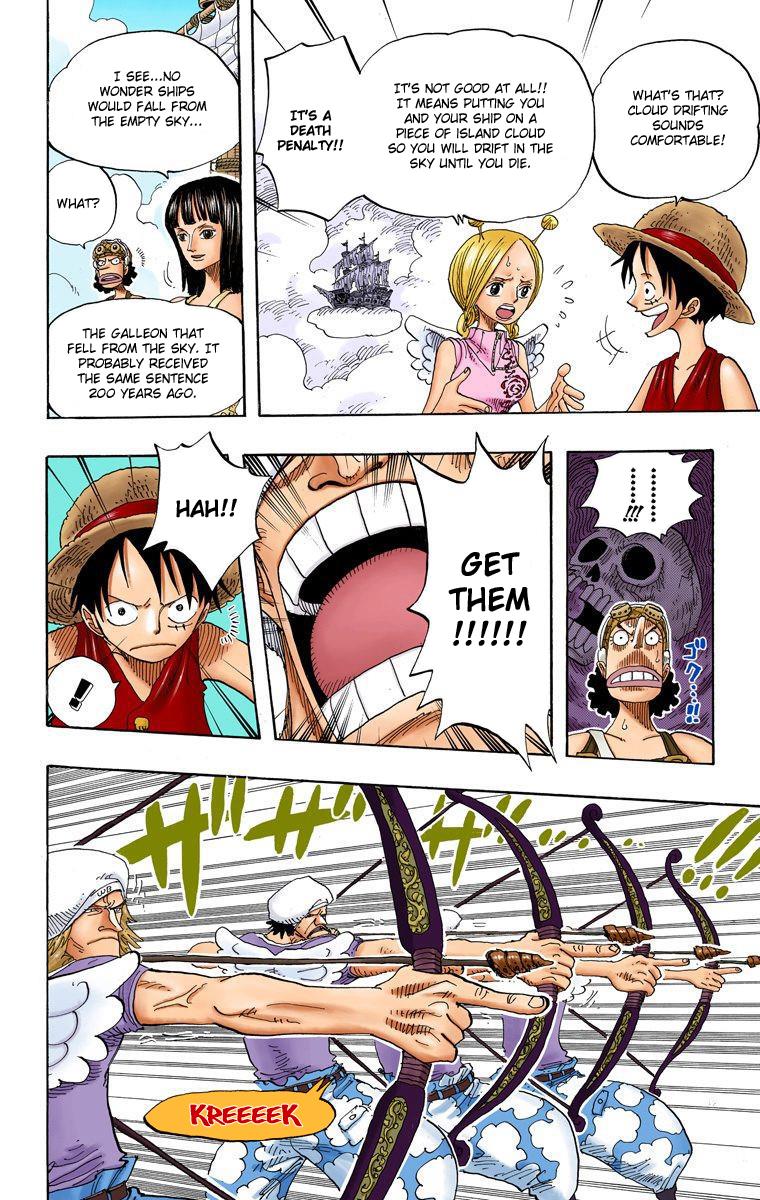 WHAT'S THAT?
CLOUD DRIFTING
SOUNDS
COMFORTABLE!
IT'S NOT GOOD AT ALL!!
IT MEANS PUTTING YOU
AND YOUR SHIP ON A
PIECE OF ISLAND CLOUD
SO YOU WILL DRIFT IN THE
SKY UNTIL YOU DIE.
IT'S A
DEATH
PENALTY!!
I SEE...NO
WONDER SHIPS
WOULD FALL FROM
THE EMPTY SKY...
WHAT?
THE GALLEON THAT
FELL FROM THE SKY. IT
PROBABLY RECEIVED
THE SAME SENTENCE
200 YEARS AGO.
...............!!!
ゴク...!!
GET
THEM
!!!!!!
HAH!!
!
ザザザザ...!!
WB
KREEEEK